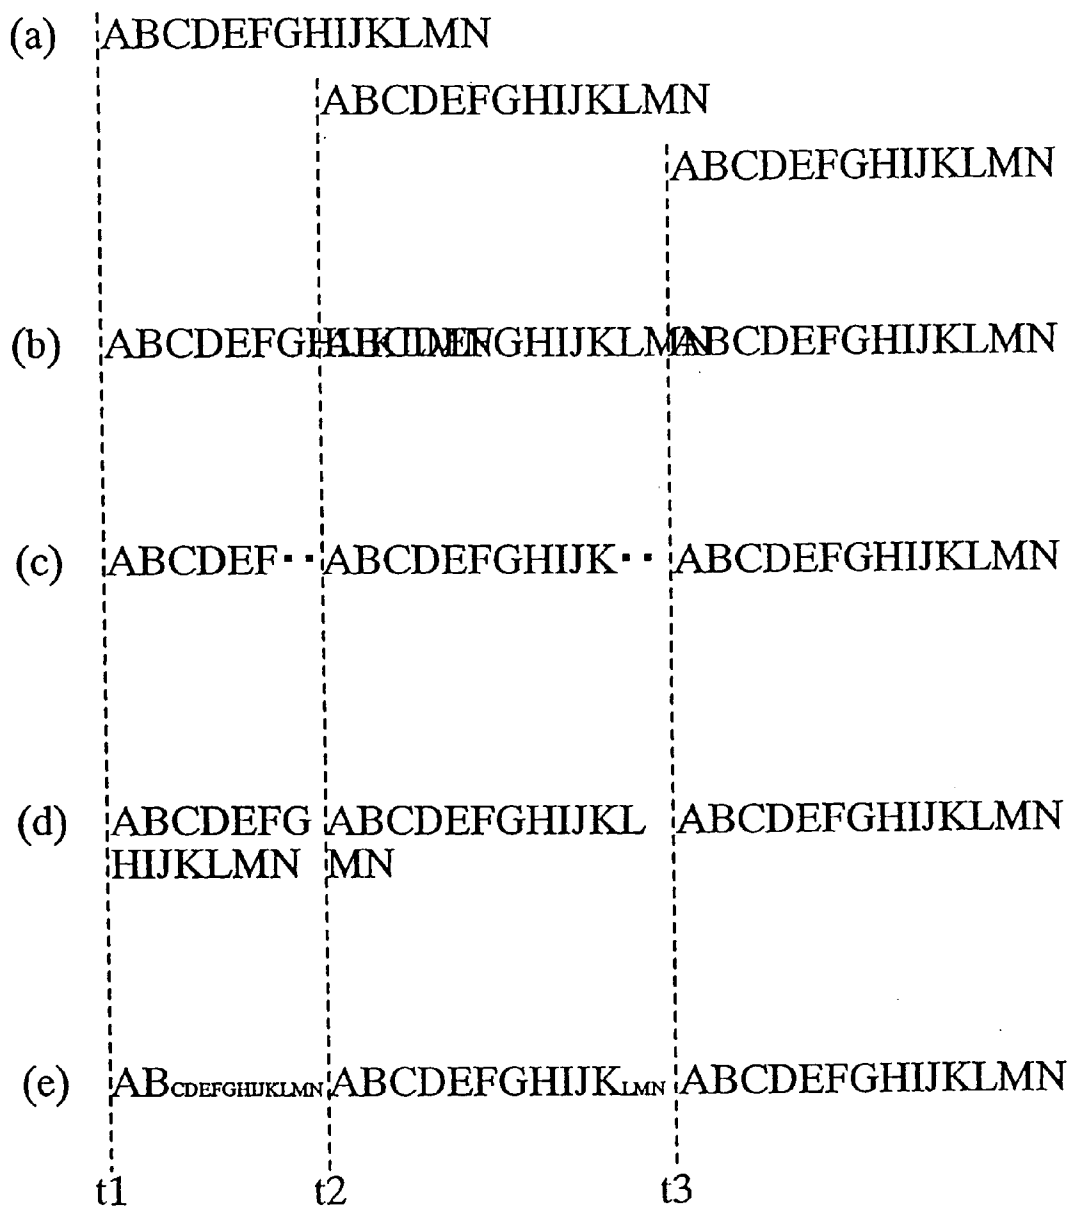 (a) ABCDEFGHIJKLMN
ABCDEFGHIJKLMN
ABCDEFGHIJKLMN
(b) ABCDEFGHIJKLMN ABCDEFGHIJKLMN ABCDEFGHIJKLMN
(c) ABCDEF·· ABCDEFGHIJK·· ABCDEFGHIJKLMN
(d) ABCDEFG ABCDEFGHIJKL ABCDEFGHIJKLMN
HIJKLMN MN
(e) ABCDEFGHIJKLMN ABCDEFGHIJKLMN ABCDEFGHIJKLMN
t1 t2 t3